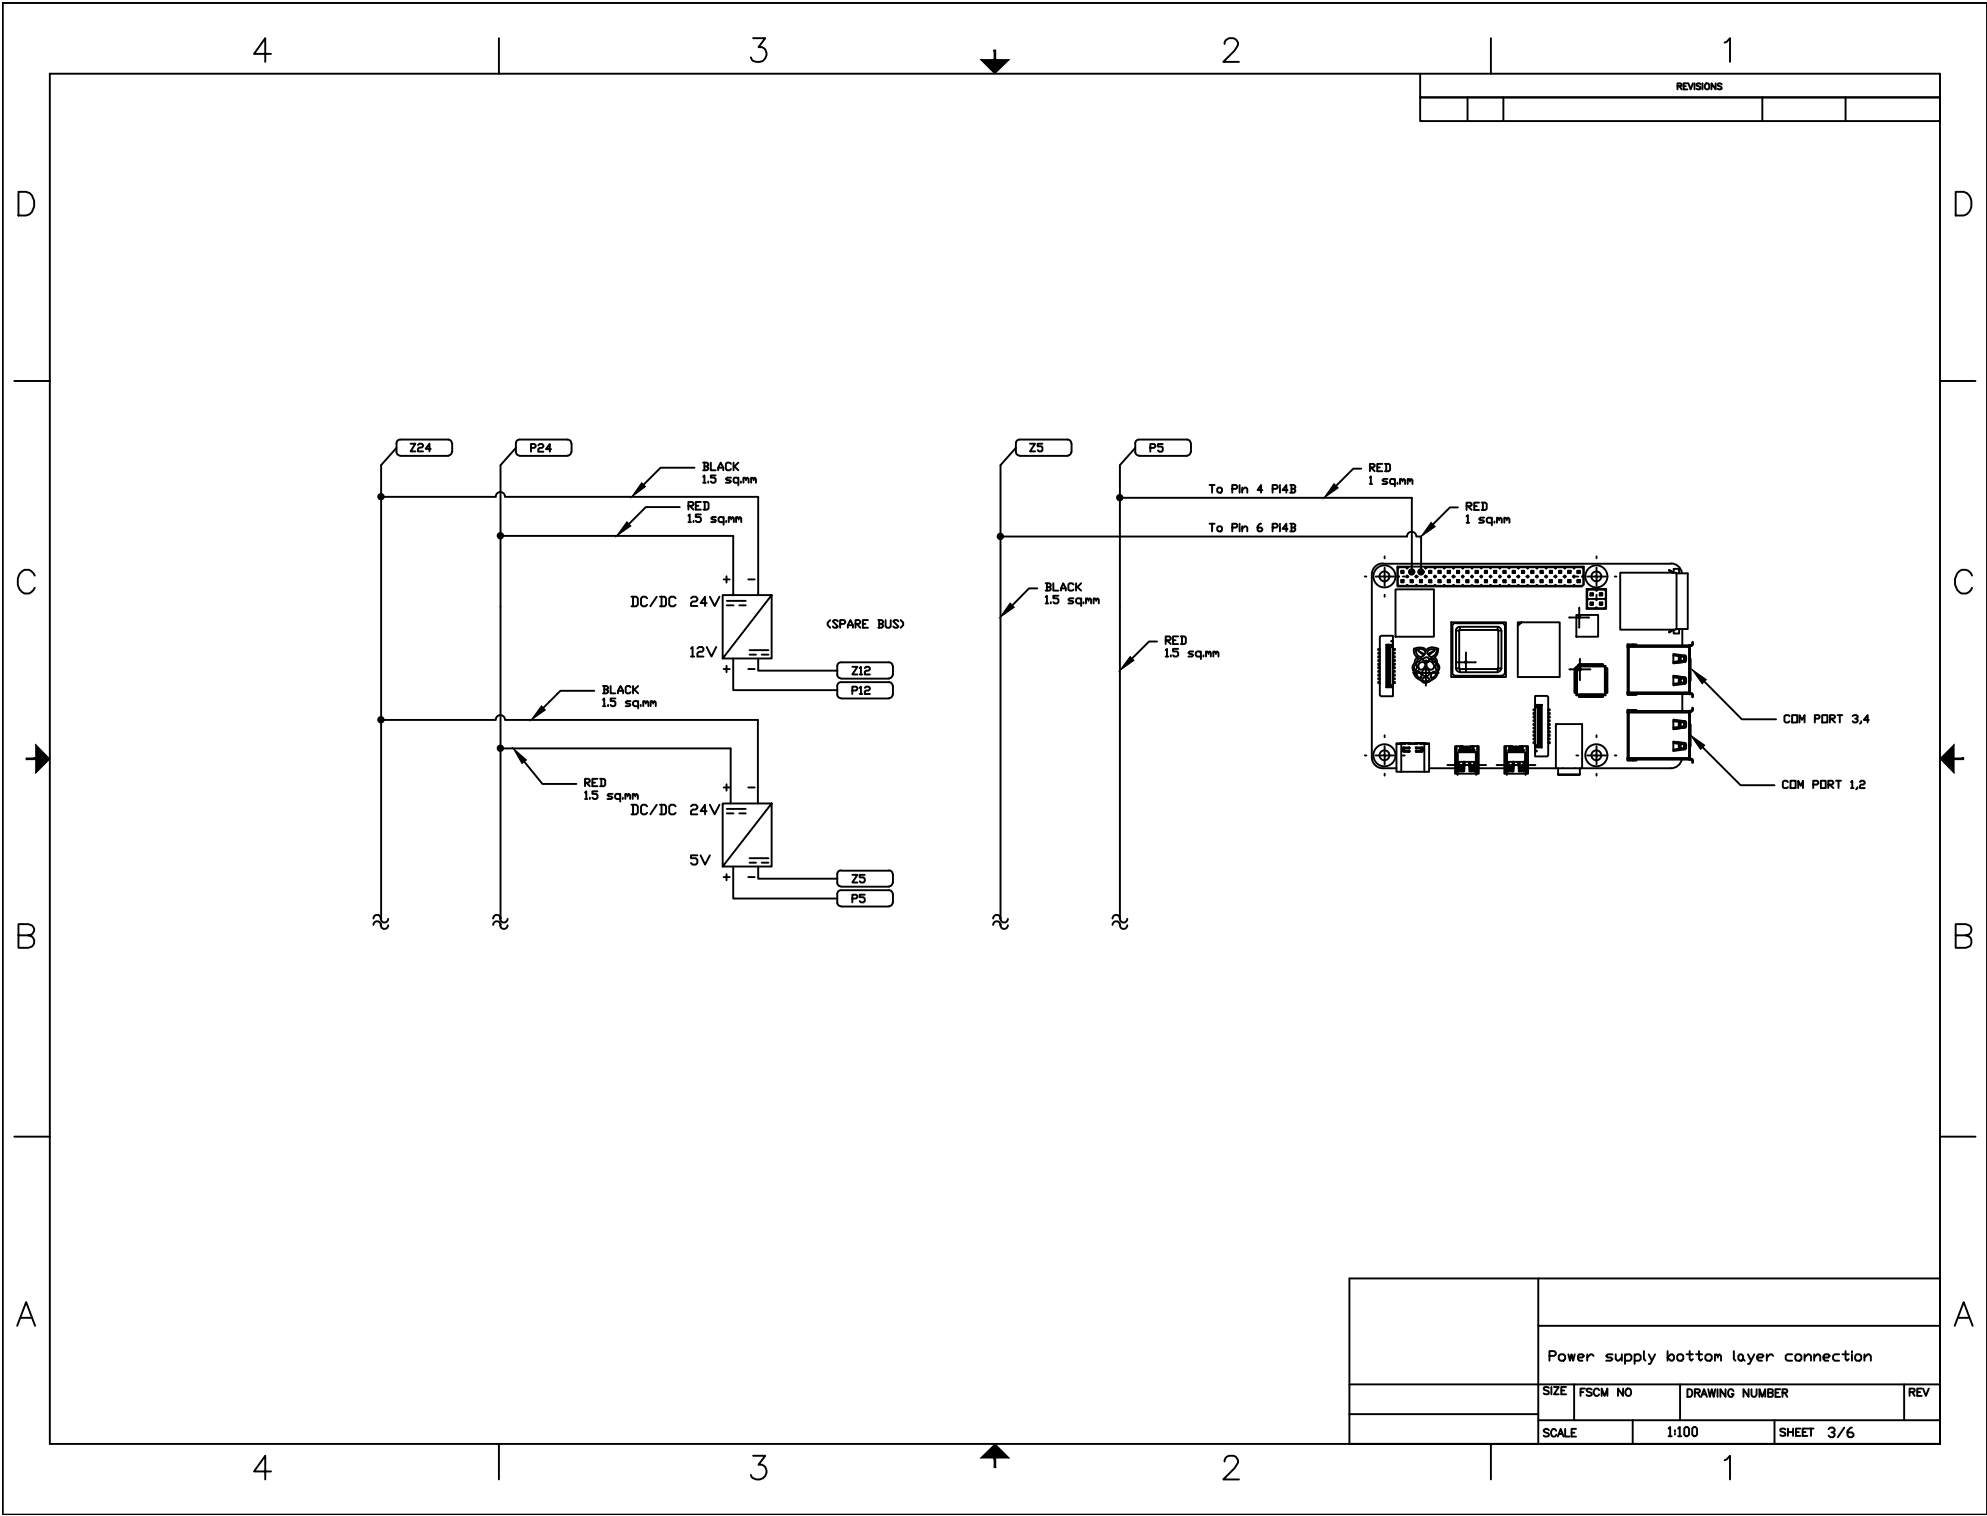 4 3 2 1
REVISIONS
D D
Z24 P24 Z5 P5
BLACK
1.5 sq.mm
RED
1.5 sq.mm
To Pin 4 Pi4B
RED
1 sq.mm
To Pin 6 Pi4B
RED
1 sq.mm
C C
+ -
DC/DC 24V
12V
+ -
(SPARE BUS)
Z12
P12
BLACK
1.5 sq.mm
RED
1.5 sq.mm
BLACK
1.5 sq.mm
RED
1.5 sq.mm
+ -
DC/DC 24V
5V
+ -
Z5
P5
COM PORT 3,4
COM PORT 1,2
B B
A A
Power supply bottom layer connection
SIZE FSCM NO DRAWING NUMBER REV
SCALE 1:100 SHEET 3/6
4 3 2 1